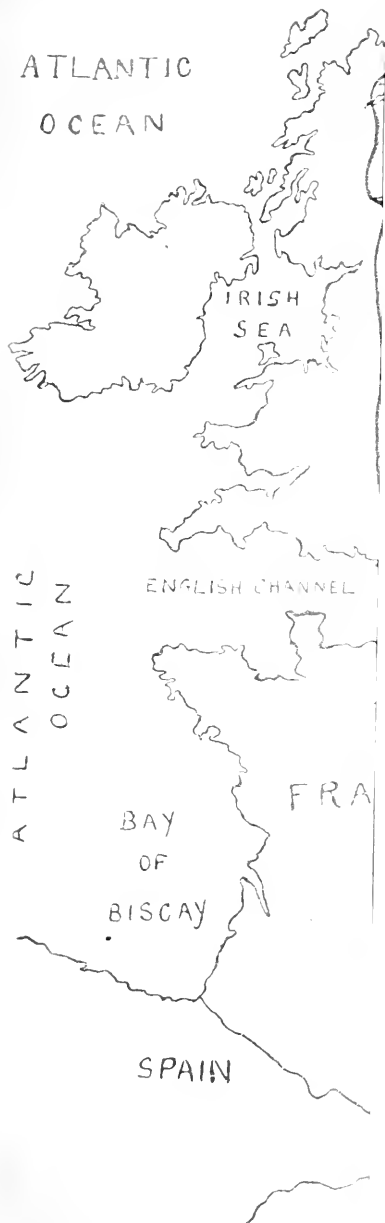 ATLANTIC
OCEAN
IRISH
SEA
ENGLISH CHANNEL
ATLANTIC
OCEAN
FRA
BAY
OF
BISCAY
SPAIN